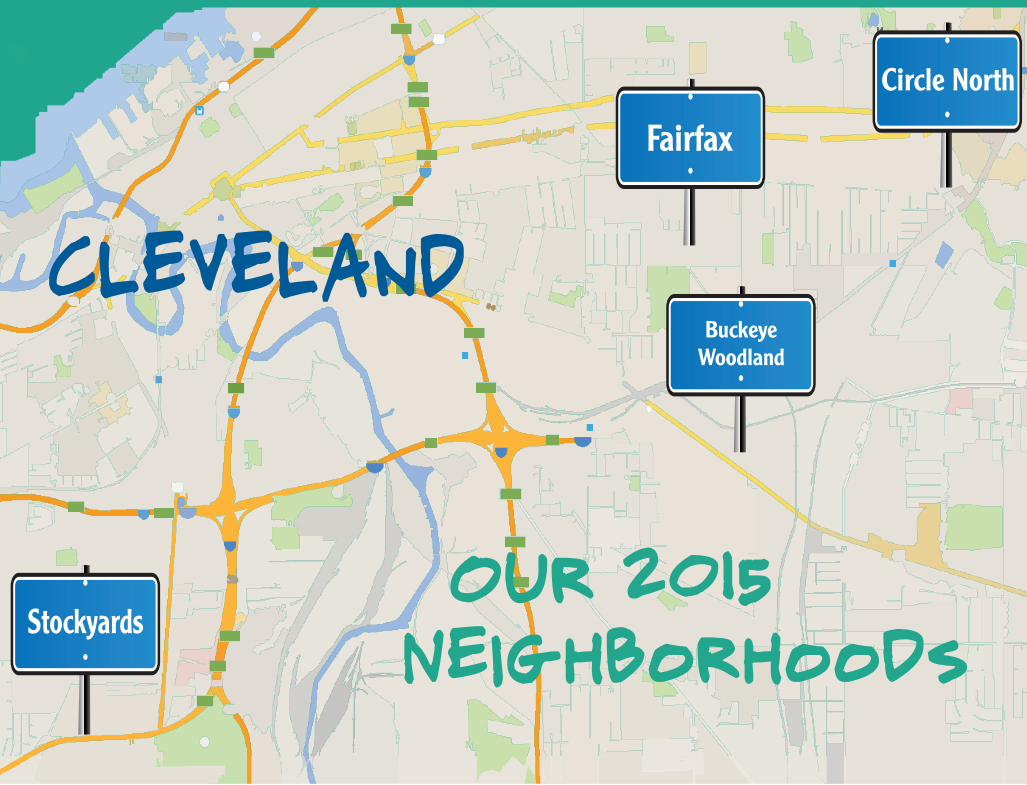 Circle North
Fairfax
CLEVELAND
Buckeye
Woodland
OUR 2015
Stockyards
NEIGHBORHOODS